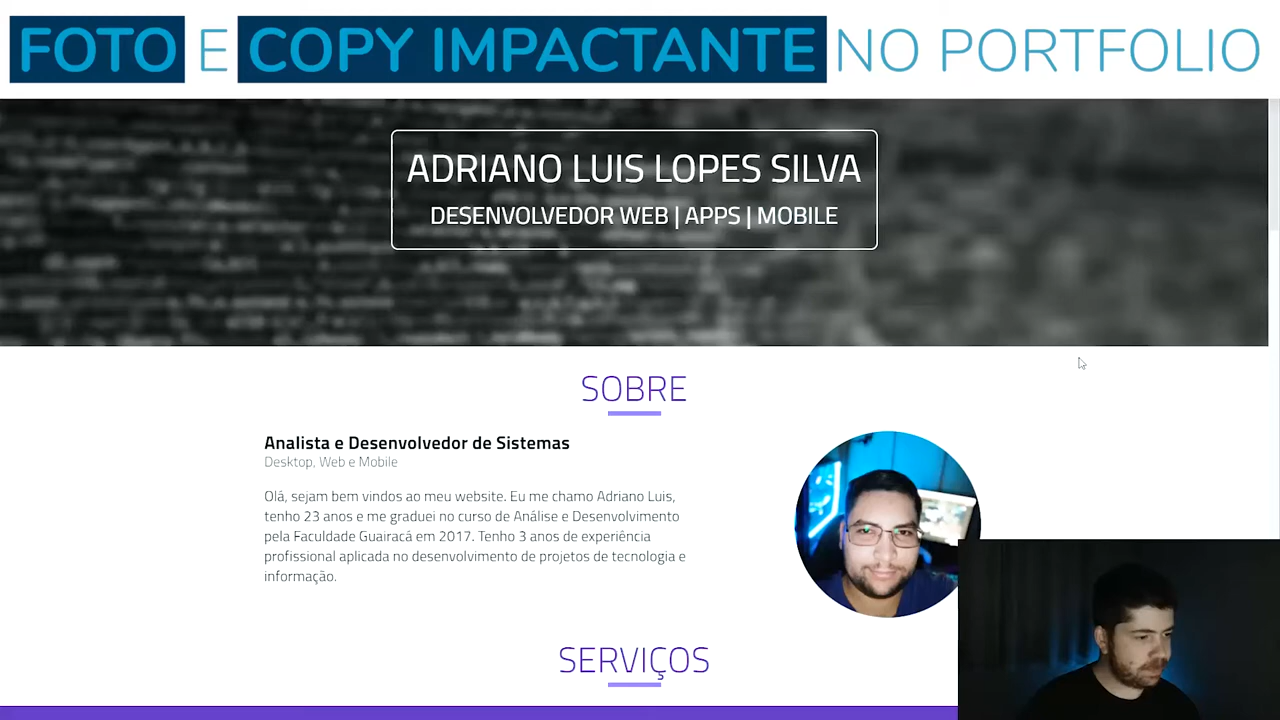 FOTO E COPY IMPACTANTE NO PORTFOLIO
ADRIANO LUIS LOPES SILVA
DESENVOLVEDOR WEB | APPS | MOBILE
SOBRE
Analista e Desenvolvedor de Sistemas
Desktop, Web e Mobile
Olá, sejam bem vindos ao meu website. Eu me chamo Adriano Luis,
tenho 23 anos e me graduei no curso de Análise e Desenvolvimento
pela Faculdade Guairacá em 2017. Tenho 3 anos de experiência
profissional aplicada no desenvolvimento de projetos de tecnologia e
informação.
SERVIÇOS